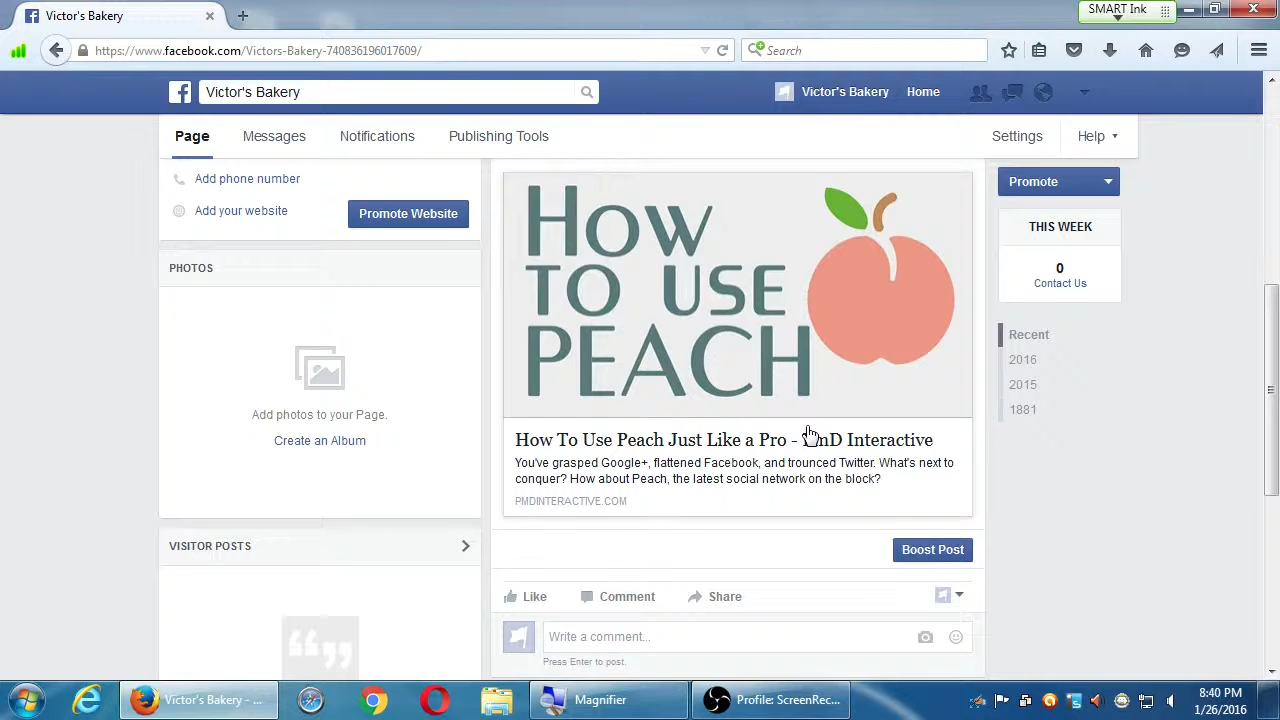 Victor's Bakery
SMART Ink
https://www.facebook.com/Victors-Bakery-740836196017609/
Search
Victor's Bakery
Victor's Bakery
Home
Page
Messages
Notifications
Publishing Tools
Settings
Help
Add phone number
Add your website
Promote Website
PHOTOS
Add photos to your Page.
Create an Album
VISITOR POSTS
HOW
TO USE
PEACH
How To Use Peach Just Like a Pro - Interactive
You've grasped Google+, flattened Facebook, and trounced Twitter. What's next to
conquer? How about Peach, the latest social network on the block?
PMDINTERACTIVE.COM
Boost Post
Like
Comment
Share
Write a comment...
Press Enter to post.
Promote
THIS WEEK
0
Contact Us
Recent
2016
2015
1881
Victor's Bakery - ...
Magnifier
Profile: ScreenRec...
8:40 PM
1/26/2016